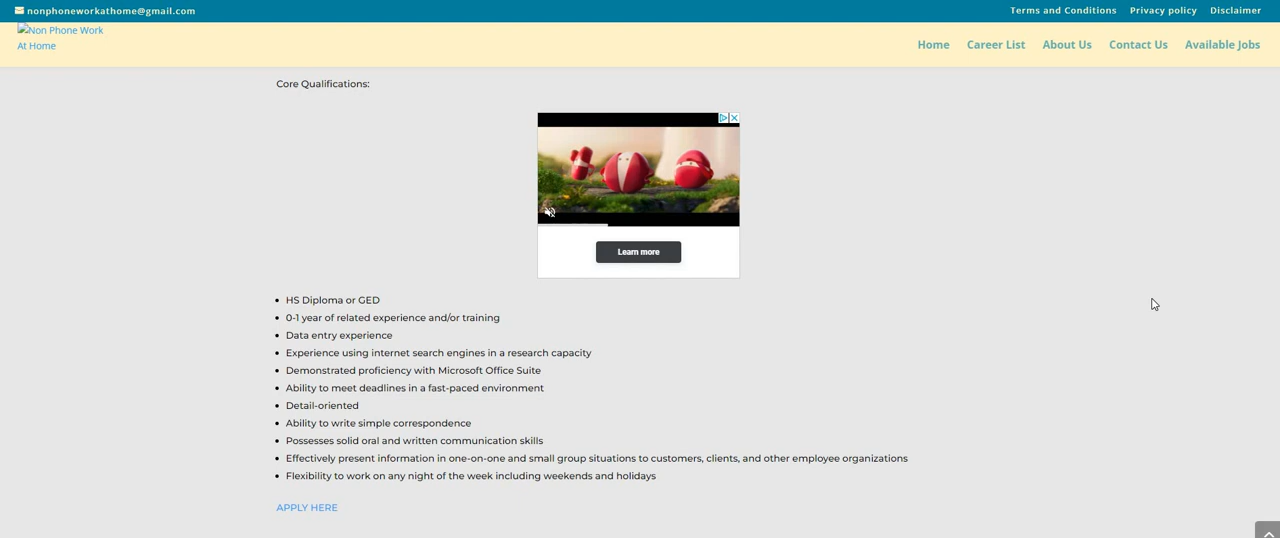 nonphoneworkathome@gmail.com
Terms and Conditions Privacy policy Disclaimer
Non Phone Work
At Home
Home Career List About Us Contact Us Available Jobs
Core Qualifications:
Learn more
HS Diploma or GED
0-1 year of related experience and/or training
Data entry experience
Experience using internet search engines in a research capacity
Demonstrated proficiency with Microsoft Office Suite
Ability to meet deadlines in a fast-paced environment
Detail-oriented
Ability to write simple correspondence
Possesses solid oral and written communication skills
Effectively present information in one-on-one and small group situations to customers, clients, and other employee organizations
Flexibility to work on any night of the week including weekends and holidays
APPLY HERE